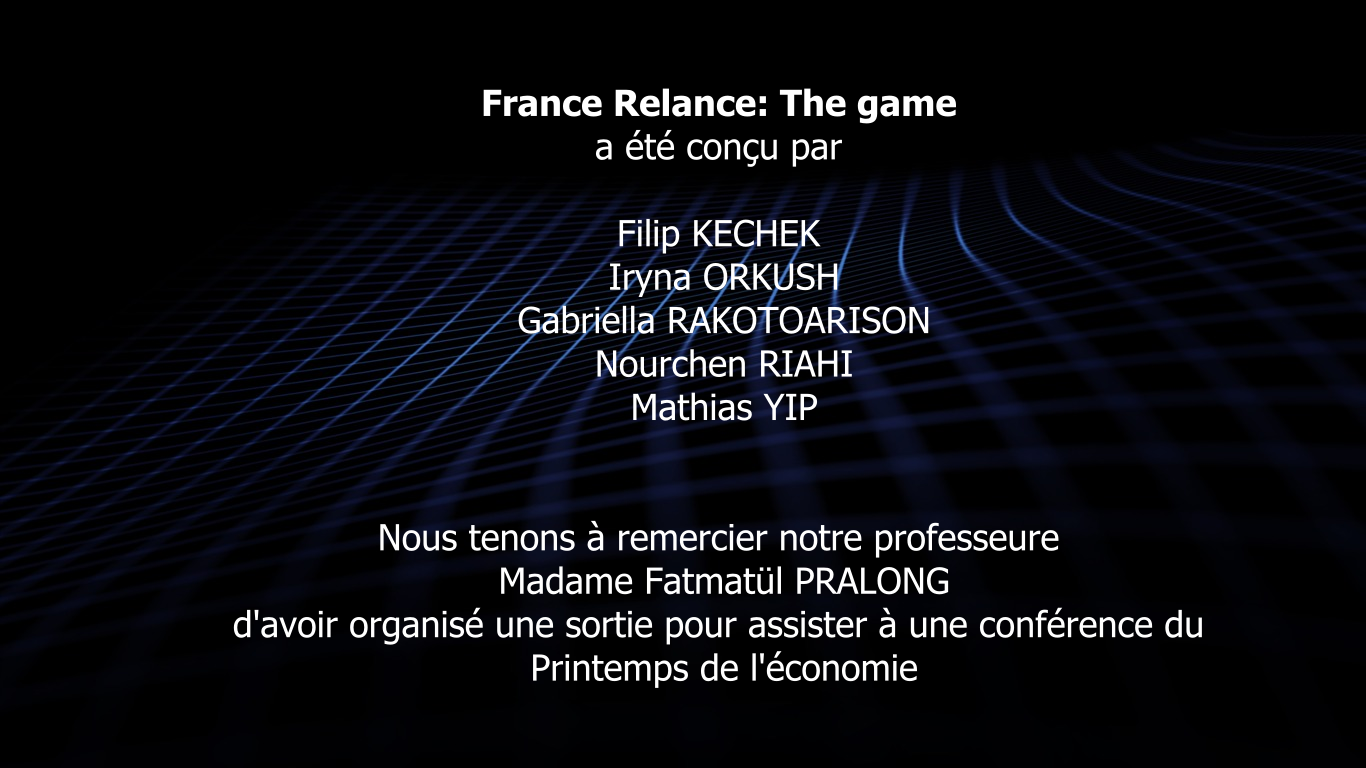 France Relance: The game
a été conçu par
Filip KECHEK
Iryna ORKUSH
Gabriella RAKOTOARISON
Nourchen RIAHI
Mathias YIP
Nous tenons à remercier notre professeure
Madame Fatmatül PRALONG
d'avoir organisé une sortie pour assister à une conférence du
Printemps de l'économie